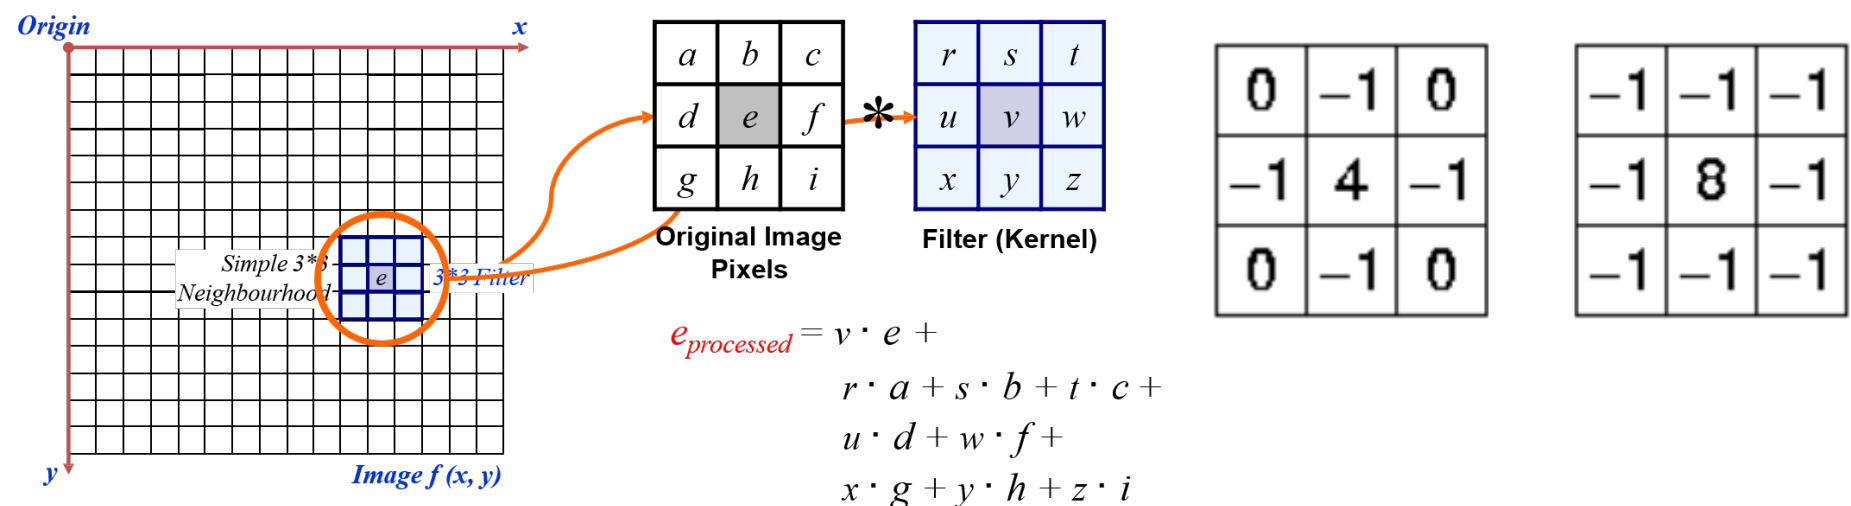 Origin
x
Simple 3*3
Neighbourhood
e
3*3 Filter
y
Image f (x, y)
a b c
d e f
g h i
Original Image
Pixels
*
r s t
u v w
x y z
Filter (Kernel)
e processed = v · e +
r · a + s · b + t · c +
u · d + w · f +
x · g + y · h + z · i
0 −1 0
−1 4 −1
0 −1 0
−1 −1 −1
−1 8 −1
−1 −1 −1